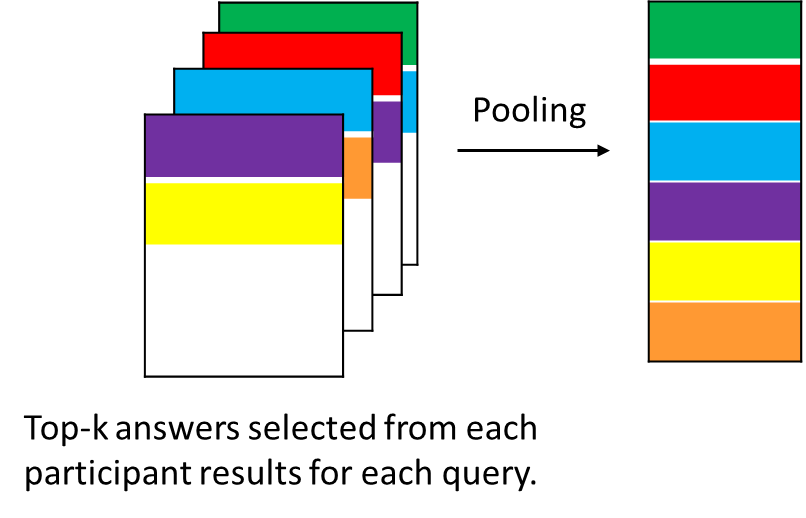 Pooling
Top-k answers selected from each
participant results for each query.